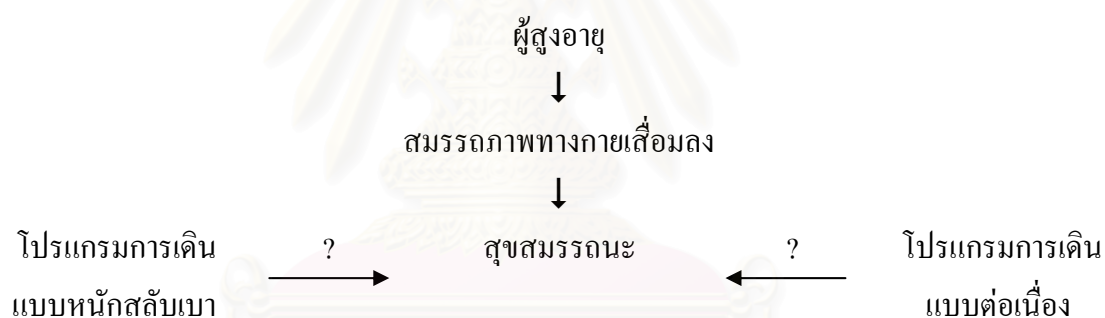 ผู้สูงอายุ
↓
สมรรถภาพทางกายเสื่อมลง
↓
โปรแกรมการเดิน ? สุขสมรรถนะ ? โปรแกรมการเดิน
แบบหนักสลับเบา → ← แบบต่อเนื่อง